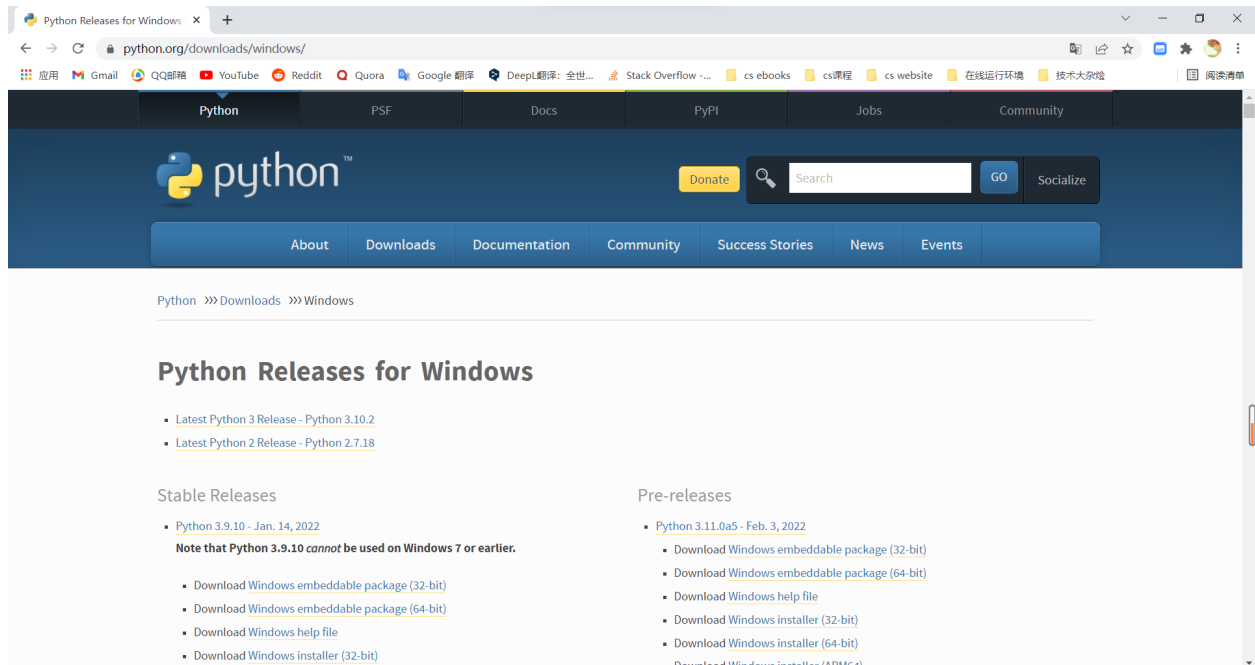 Python Releases for Windows
python.org/downloads/windows/
应用 Gmail QQ邮箱 YouTube Reddit Quora Google 翻译 DeepL翻译：全世... Stack Overflow -... cs ebooks cs课程 cs website 在线运行环境 技术大杂烩 阅读清单
Python PSF Docs PyPI Jobs Community
python™
Donate Search GO Socialize
About Downloads Documentation Community Success Stories News Events
Python >>> Downloads >>> Windows
Python Releases for Windows
Latest Python 3 Release - Python 3.10.2
Latest Python 2 Release - Python 2.7.18
Stable Releases
Python 3.9.10 - Jan. 14, 2022
Note that Python 3.9.10 cannot be used on Windows 7 or earlier.
Download Windows embeddable package (32-bit)
Download Windows embeddable package (64-bit)
Download Windows help file
Download Windows installer (32-bit)
Pre-releases
Python 3.11.0a5 - Feb. 3, 2022
Download Windows embeddable package (32-bit)
Download Windows embeddable package (64-bit)
Download Windows help file
Download Windows installer (32-bit)
Download Windows installer (64-bit)
Download Windows installer (ARM64)